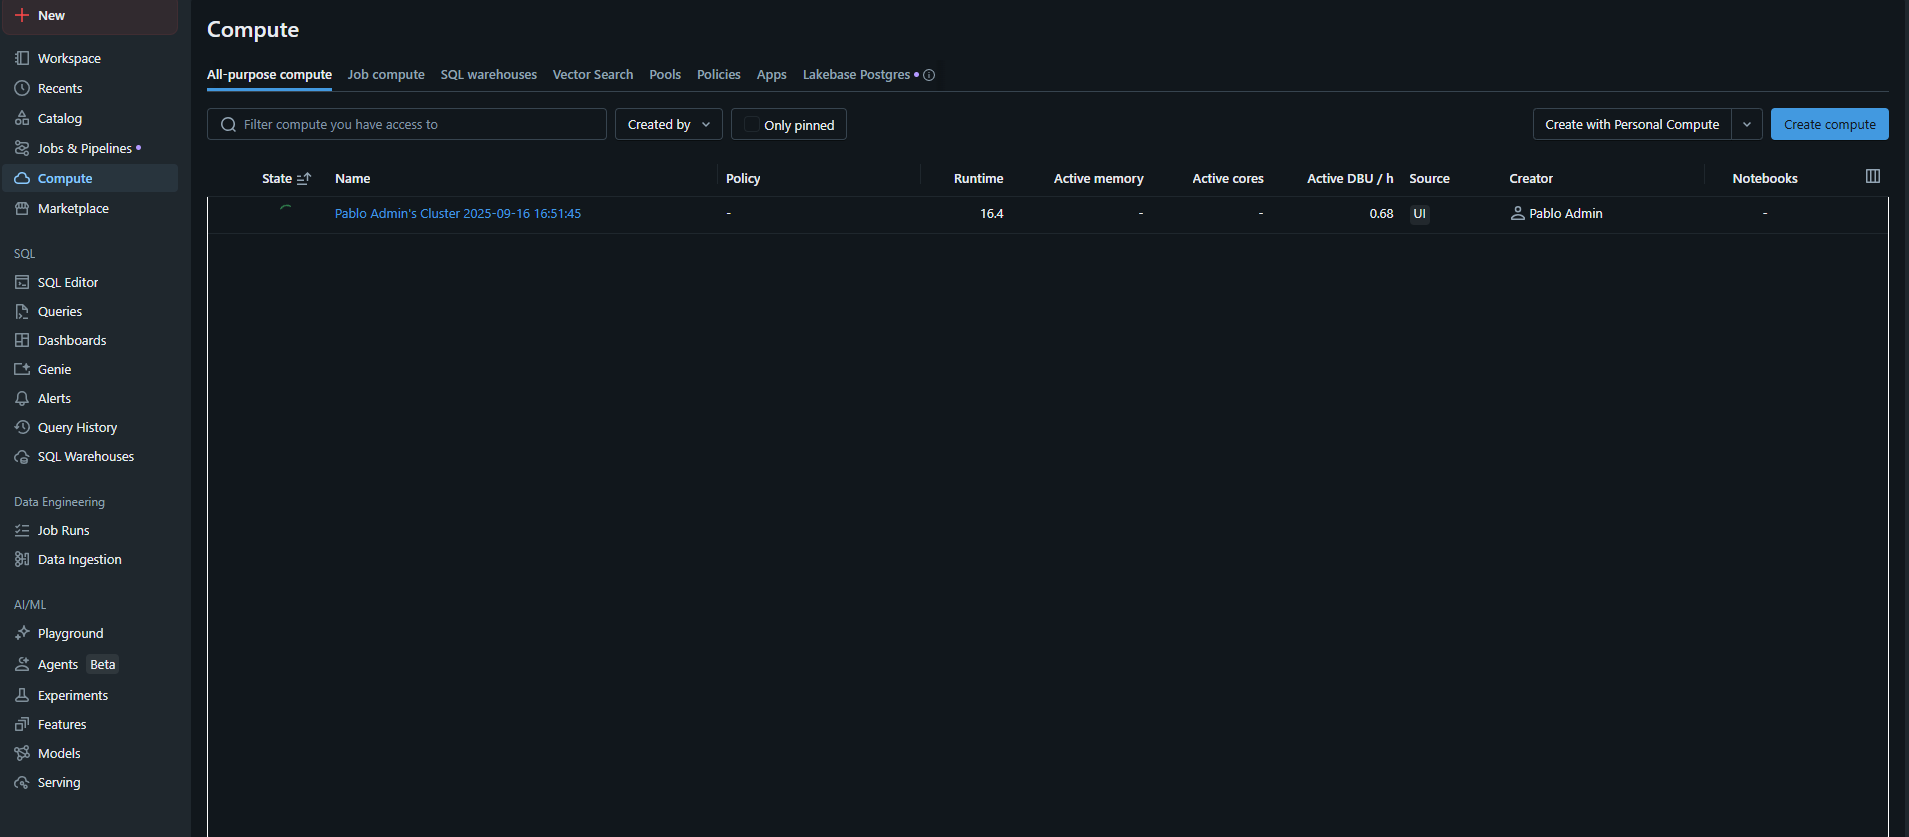 New
Workspace
Recents
Catalog
Jobs & Pipelines
Compute
Marketplace
SQL
SQL Editor
Queries
Dashboards
Genie
Alerts
Query History
SQL Warehouses
Data Engineering
Job Runs
Data Ingestion
AI/ML
Playground
Agents Beta
Experiments
Features
Models
Serving
Compute
All-purpose compute Job compute SQL warehouses Vector Search Pools Policies Apps Lakebase Postgres
Filter compute you have access to Created by Only pinned Create with Personal Compute Create compute
State Name Policy Runtime Active memory Active cores Active DBU / h Source Creator Notebooks
Pablo Admin's Cluster 2025-09-16 16:51:45 - 16.4 - - 0.68 UI Pablo Admin -